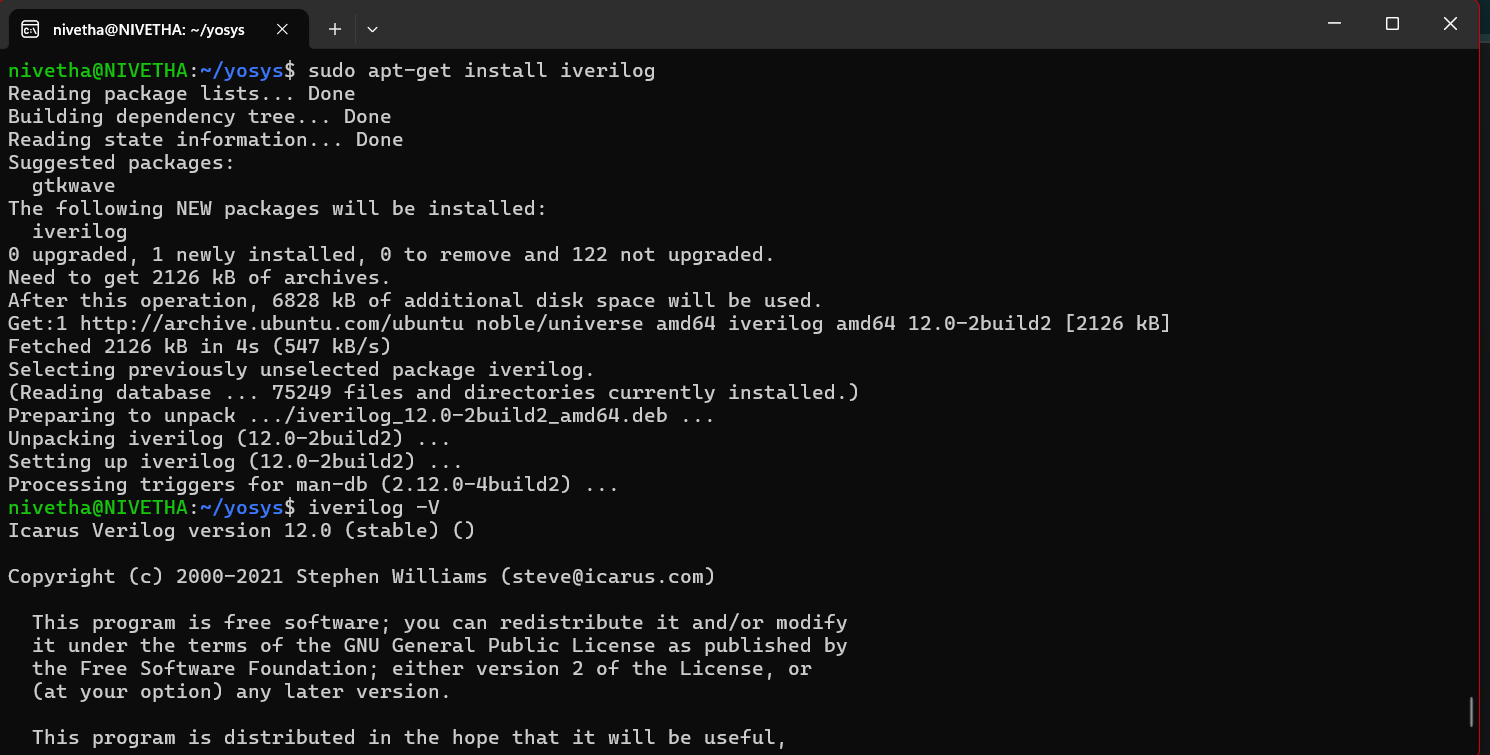 nivetha@NIVETHA: ~/yosys
nivetha@NIVETHA:~/yosys$ sudo apt-get install iverilog
Reading package lists... Done
Building dependency tree... Done
Reading state information... Done
Suggested packages:
  gtkwave
The following NEW packages will be installed:
  iverilog
0 upgraded, 1 newly installed, 0 to remove and 122 not upgraded.
Need to get 2126 kB of archives.
After this operation, 6828 kB of additional disk space will be used.
Get:1 http://archive.ubuntu.com/ubuntu noble/universe amd64 iverilog amd64 12.0-2build2 [2126 kB]
Fetched 2126 kB in 4s (547 kB/s)
Selecting previously unselected package iverilog.
(Reading database ... 75249 files and directories currently installed.)
Preparing to unpack .../iverilog_12.0-2build2_amd64.deb ...
Unpacking iverilog (12.0-2build2) ...
Setting up iverilog (12.0-2build2) ...
Processing triggers for man-db (2.12.0-4build2) ...
nivetha@NIVETHA:~/yosys$ iverilog -V
Icarus Verilog version 12.0 (stable) ()

Copyright (c) 2000-2021 Stephen Williams (steve@icarus.com)

  This program is free software; you can redistribute it and/or modify
  it under the terms of the GNU General Public License as published by
  the Free Software Foundation; either version 2 of the License, or
  (at your option) any later version.

  This program is distributed in the hope that it will be useful,